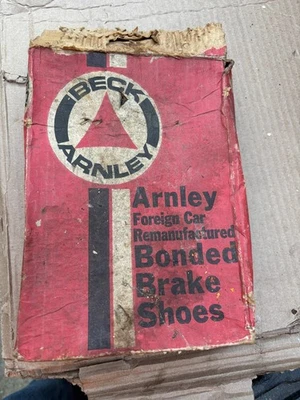 BECK
ARNLEY
Arnley
Foreign Car
Remanufactured
Bonded
Brake
Shoes